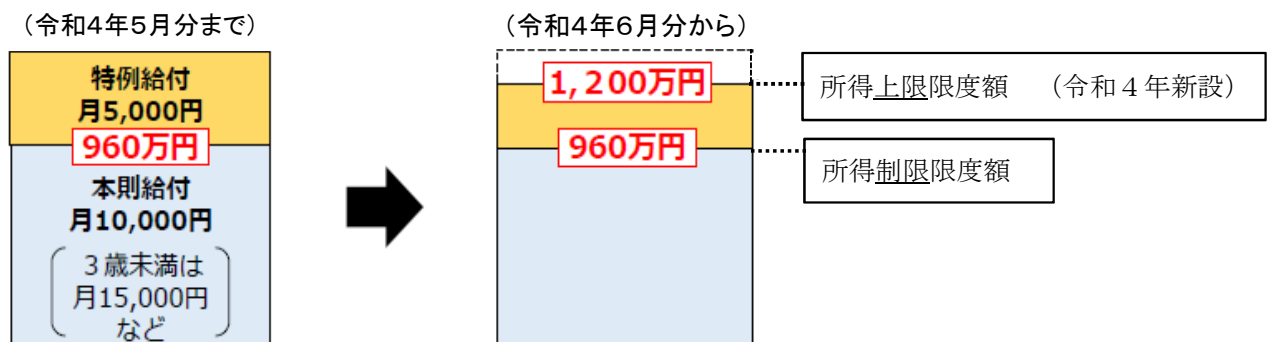 (令和4年5月分まで)
特例給付
月5,000円
960万円
本則給付
月10,000円
3歳未満は
月15,000円
など
(令和4年6月分から)
1,200万円
960万円
所得上限限度額 (令和4年新設)
所得制限限度額